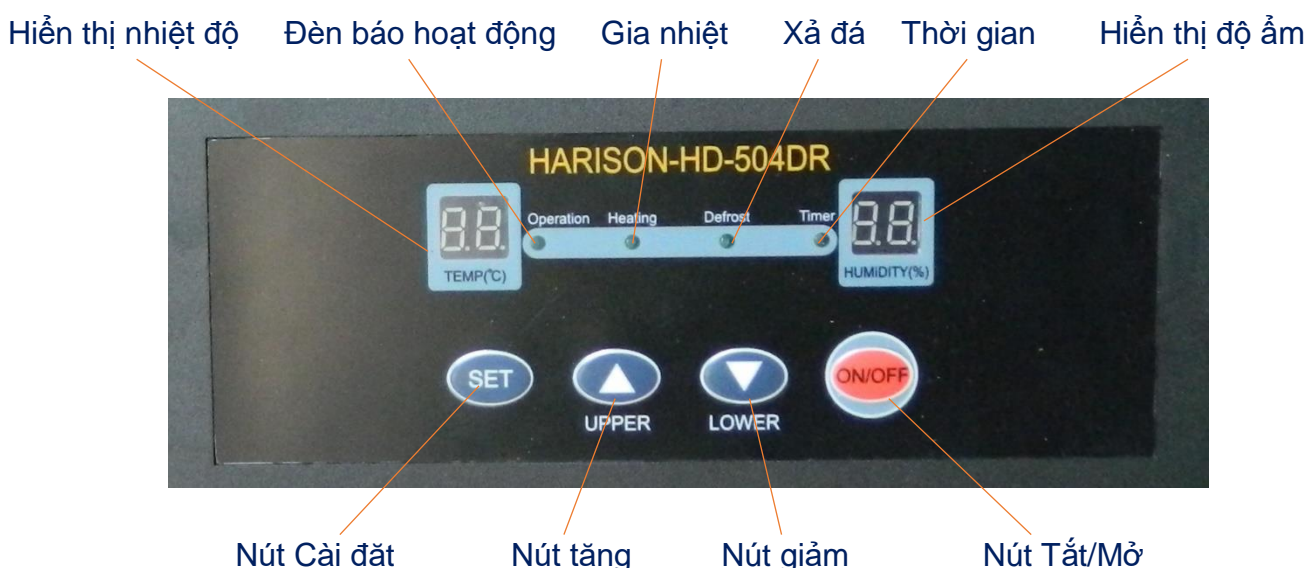 Hiển thị nhiệt độ Đèn báo hoạt động Gia nhiệt Xả đá Thời gian Hiển thị độ ẩm
HARISON-HD-504DR
8.8. 8.8.
Operation Heating Defrost Timer
TEMP(℃) HUMiDITY(%)
SET ON/OFF
UPPER LOWER
Nút Cài đăt Nút tăng Nút giảm Nút Tắt/Mở